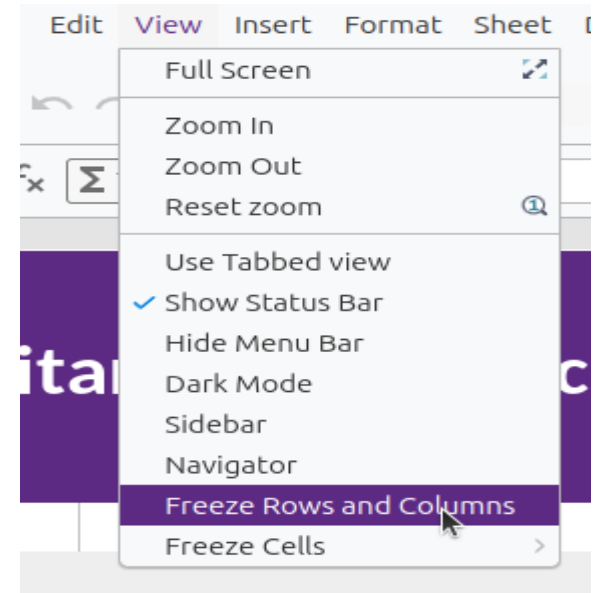 Edit View Insert Format Sheet
Full Screen
Zoom In
Zoom Out
Reset zoom
Use Tabbed view
Show Status Bar
Hide Menu Bar
Dark Mode
Sidebar
Navigator
Freeze Rows and Columns
Freeze Cells